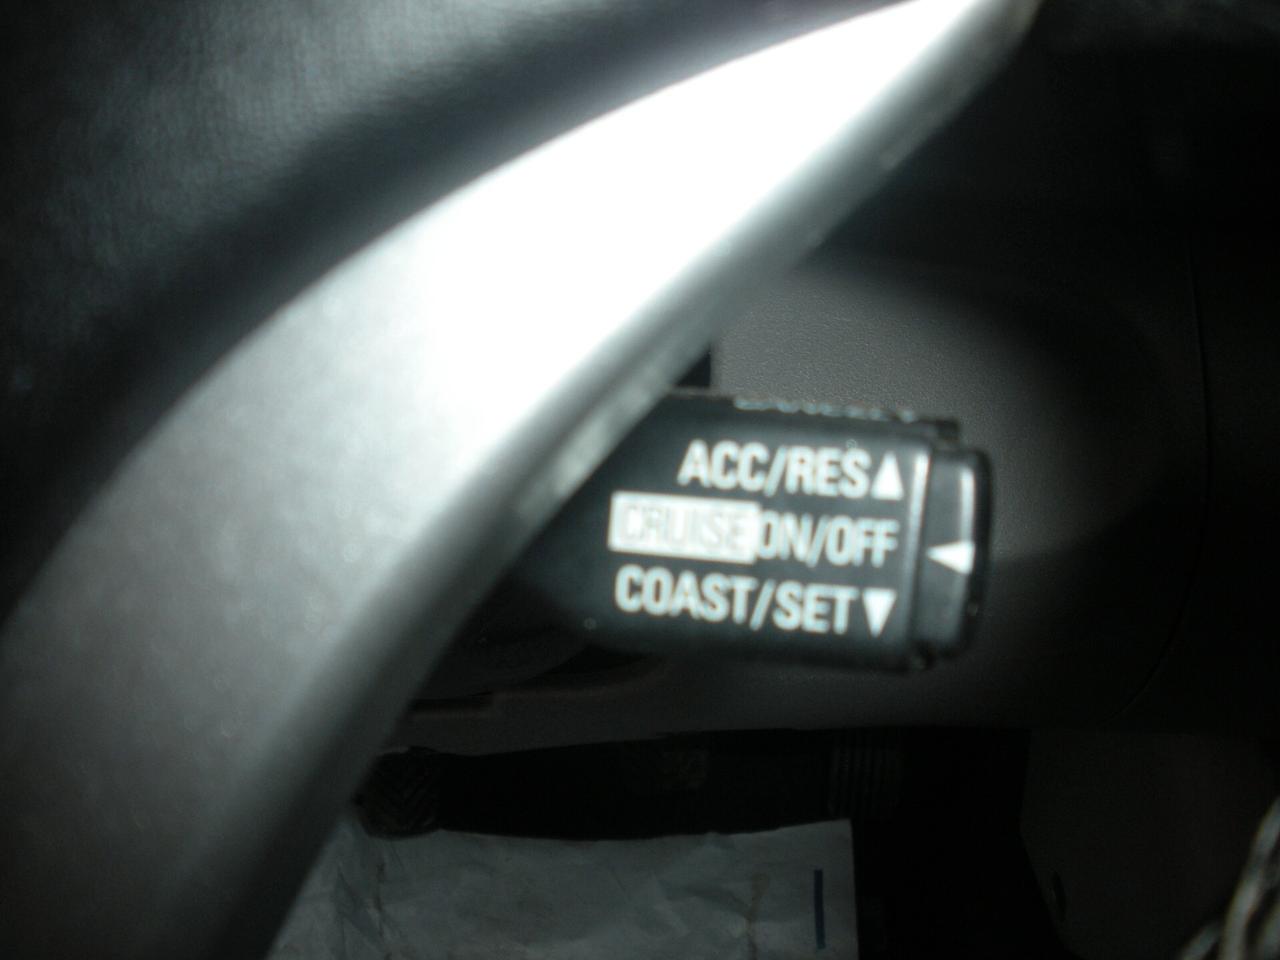 ACC/RES▲
CRUISE ON/OFF
COAST/SET▼